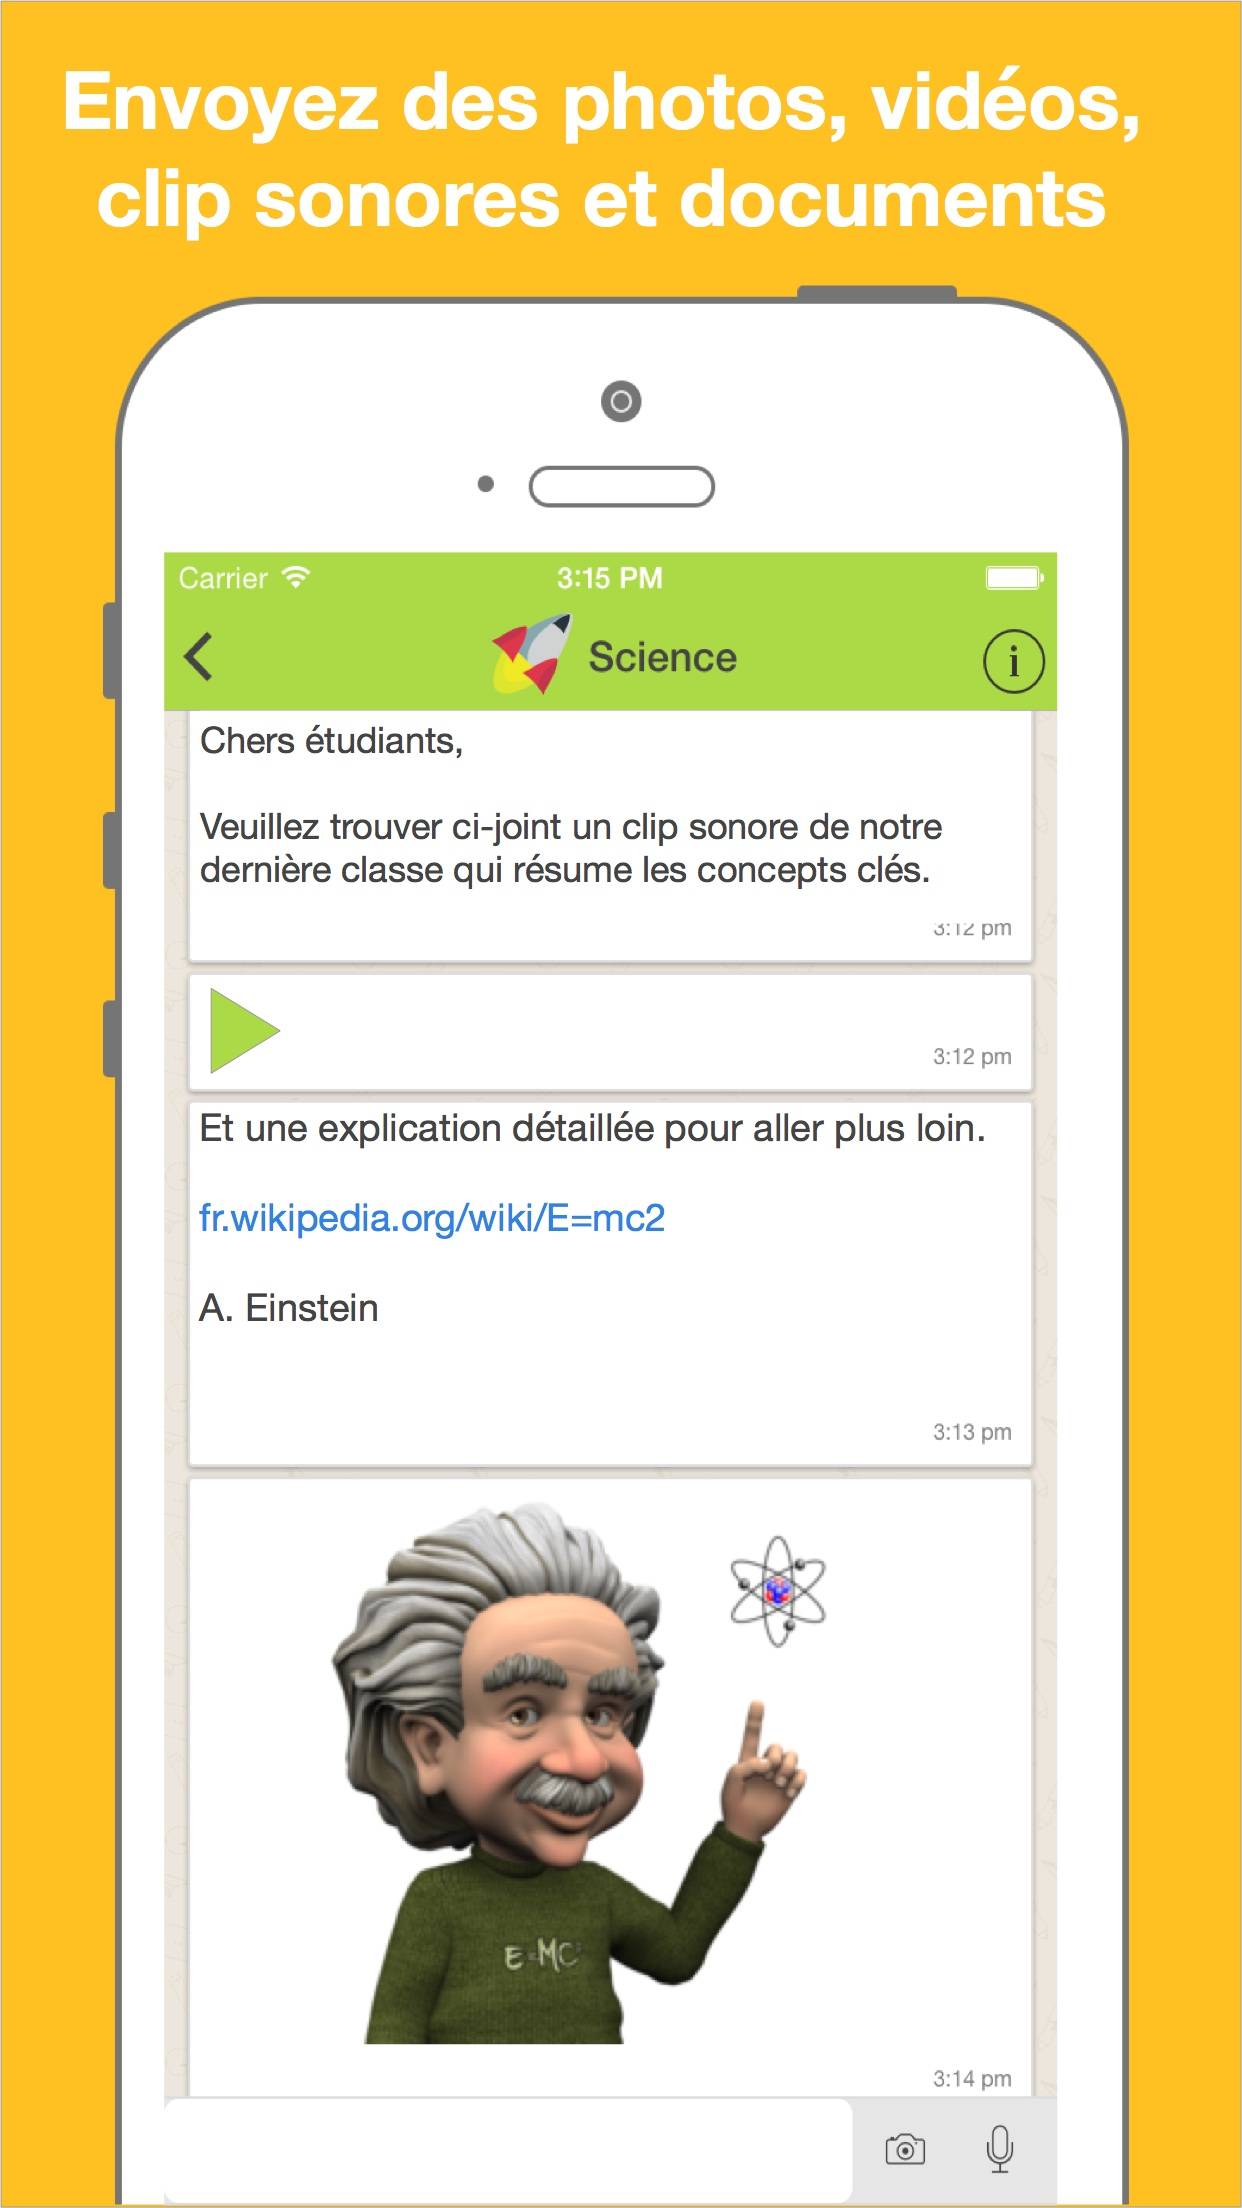 Envoyez des photos, vidéos,
clip sonores et documents
Carrier 3:15 PM
Science
i
Chers étudiants,
Veuillez trouver ci-joint un clip sonore de notre
dernière classe qui résume les concepts clés.
3:12 pm
3:12 pm
Et une explication détaillée pour aller plus loin.
fr.wikipedia.org/wiki/E=mc2
A. Einstein
3:13 pm
E=MC²
3:14 pm